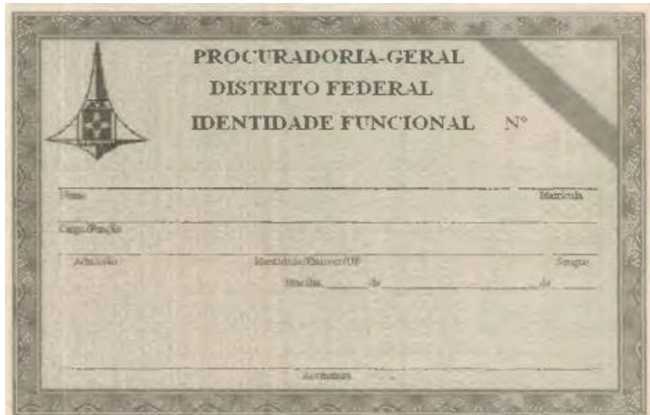 PROCURADORIA-GERAL
DISTRITO FEDERAL
IDENTIDADE FUNCIONAL Nº
Nome Matrícula
Cargo/Função
Admissão Identidade/Emissor/UF Sangue
Brasília, de de
Assinatura